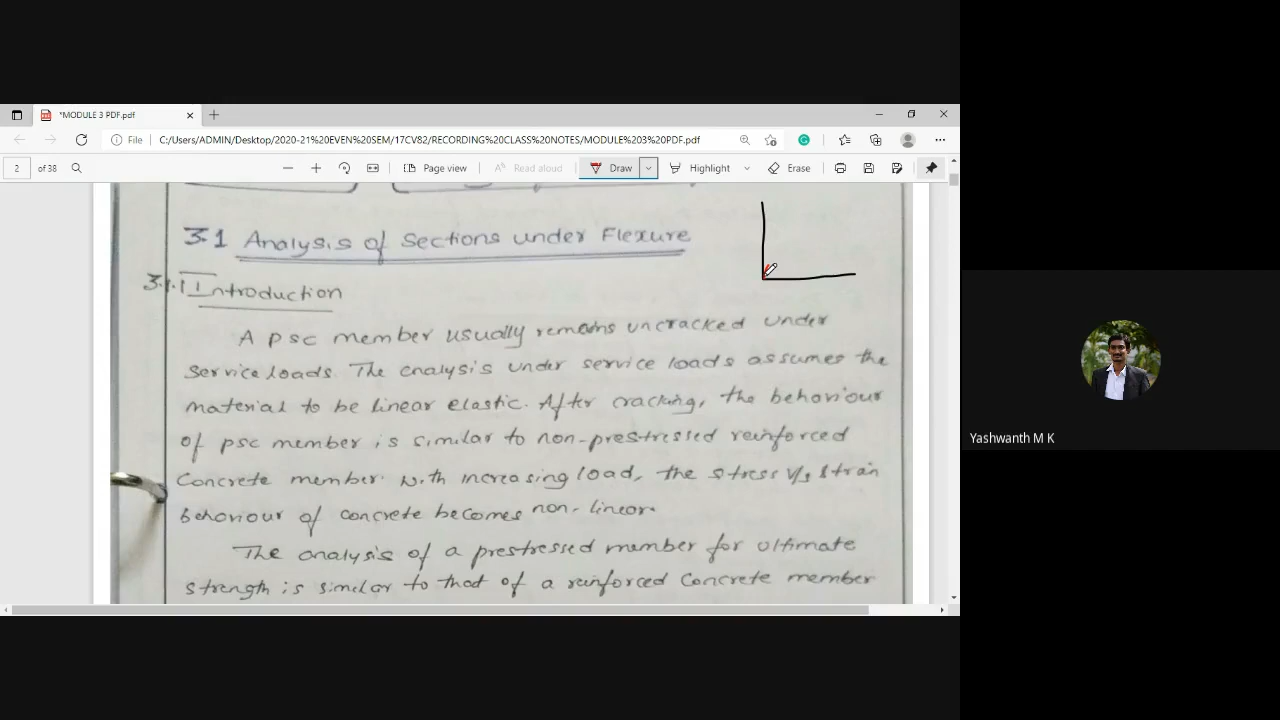 *MODULE 3 PDF.pdf
File
C:/Users/ADMIN/Desktop/2020-21%20EVEN%20SEM/17CV82/RECORDING%20CLASS%20NOTES/MODULE%203%20PDF.pdf
2 of 38 Page view Read aloud Draw Highlight Erase
3.1 Analysis of Sections under Flexure
3.1.1 Introduction
A psc member usually remains uncracked under
service loads. The analysis under service loads assumes the
material to be linear elastic. After cracking, the behaviour
of psc member is similar to non-prestressed reinforced
Concrete member. With increasing load, the stress v/s strain
behaviour of concrete becomes non-linear.
The analysis of a prestressed member for ultimate
strength is similar to that of a reinforced Concrete member
Yashwanth M K